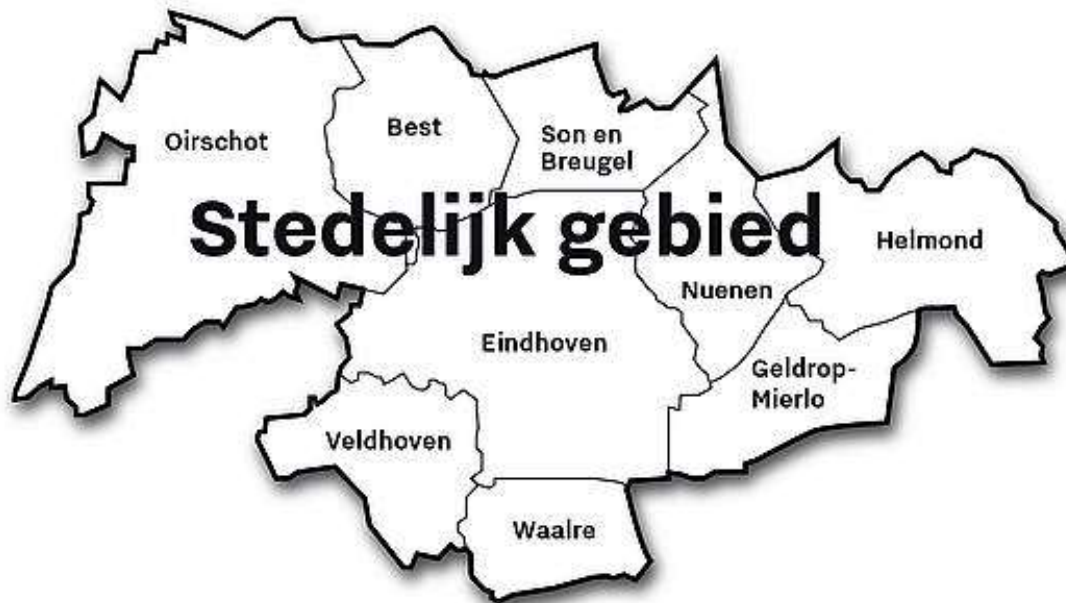 Oirschot
Best
Son en
Breugel
Stedelijk gebied
Helmond
Nuenen
Eindhoven
Geldrop-
Mierlo
Veldhoven
Waalre